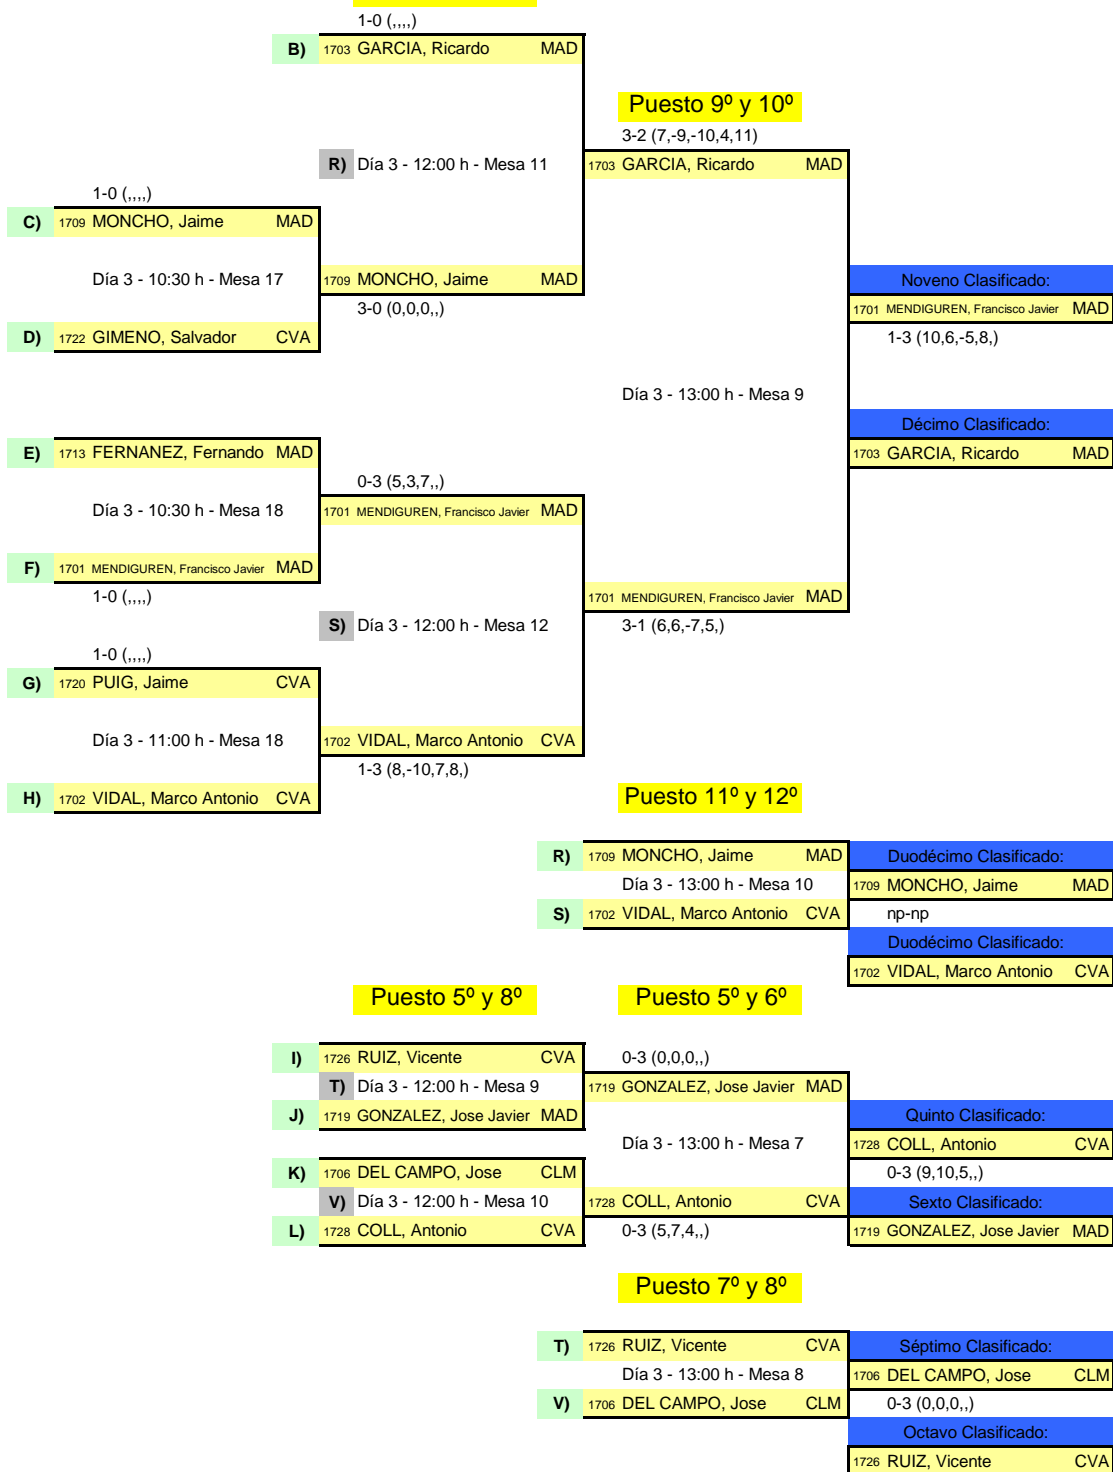 1-0 (,,,,)
B) 1703 GARCIA, Ricardo MAD
Puesto 9º y 10º
3-2 (7,-9,-10,4,11)
R) Día 3 - 12:00 h - Mesa 11 1703 GARCIA, Ricardo MAD
1-0 (,,,,)
C) 1709 MONCHO, Jaime MAD
Día 3 - 10:30 h - Mesa 17 1709 MONCHO, Jaime MAD Noveno Clasificado:
3-0 (0,0,0,,) 1701 MENDIGUREN, Francisco Javier MAD
D) 1722 GIMENO, Salvador CVA 1-3 (10,6,-5,8,)
Día 3 - 13:00 h - Mesa 9
Décimo Clasificado:
E) 1713 FERNANEZ, Fernando MAD 1703 GARCIA, Ricardo MAD
0-3 (5,3,7,,)
Día 3 - 10:30 h - Mesa 18 1701 MENDIGUREN, Francisco Javier MAD
F) 1701 MENDIGUREN, Francisco Javier MAD
1-0 (,,,,) 1701 MENDIGUREN, Francisco Javier MAD
S) Día 3 - 12:00 h - Mesa 12 3-1 (6,6,-7,5,)
1-0 (,,,,)
G) 1720 PUIG, Jaime CVA
Día 3 - 11:00 h - Mesa 18 1702 VIDAL, Marco Antonio CVA
1-3 (8,-10,7,8,)
H) 1702 VIDAL, Marco Antonio CVA Puesto 11º y 12º
R) 1709 MONCHO, Jaime MAD Duodécimo Clasificado:
Día 3 - 13:00 h - Mesa 10 1709 MONCHO, Jaime MAD
S) 1702 VIDAL, Marco Antonio CVA np-np
Duodécimo Clasificado:
1702 VIDAL, Marco Antonio CVA
Puesto 5º y 8º Puesto 5º y 6º
I) 1726 RUIZ, Vicente CVA 0-3 (0,0,0,,)
T) Día 3 - 12:00 h - Mesa 9 1719 GONZALEZ, Jose Javier MAD
J) 1719 GONZALEZ, Jose Javier MAD Quinto Clasificado:
Día 3 - 13:00 h - Mesa 7 1728 COLL, Antonio CVA
K) 1706 DEL CAMPO, Jose CLM 0-3 (9,10,5,,)
V) Día 3 - 12:00 h - Mesa 10 1728 COLL, Antonio CVA Sexto Clasificado:
L) 1728 COLL, Antonio CVA 0-3 (5,7,4,,) 1719 GONZALEZ, Jose Javier MAD
Puesto 7º y 8º
T) 1726 RUIZ, Vicente CVA Séptimo Clasificado:
Día 3 - 13:00 h - Mesa 8 1706 DEL CAMPO, Jose CLM
V) 1706 DEL CAMPO, Jose CLM 0-3 (0,0,0,,)
Octavo Clasificado:
1726 RUIZ, Vicente CVA